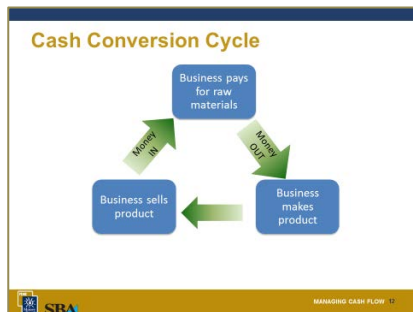 Cash Conversion Cycle
Business pays
for raw
materials
Money
OUT
Business
makes
product
Business sells
product
Money
IN
SBA
MANAGING CASH FLOW 12